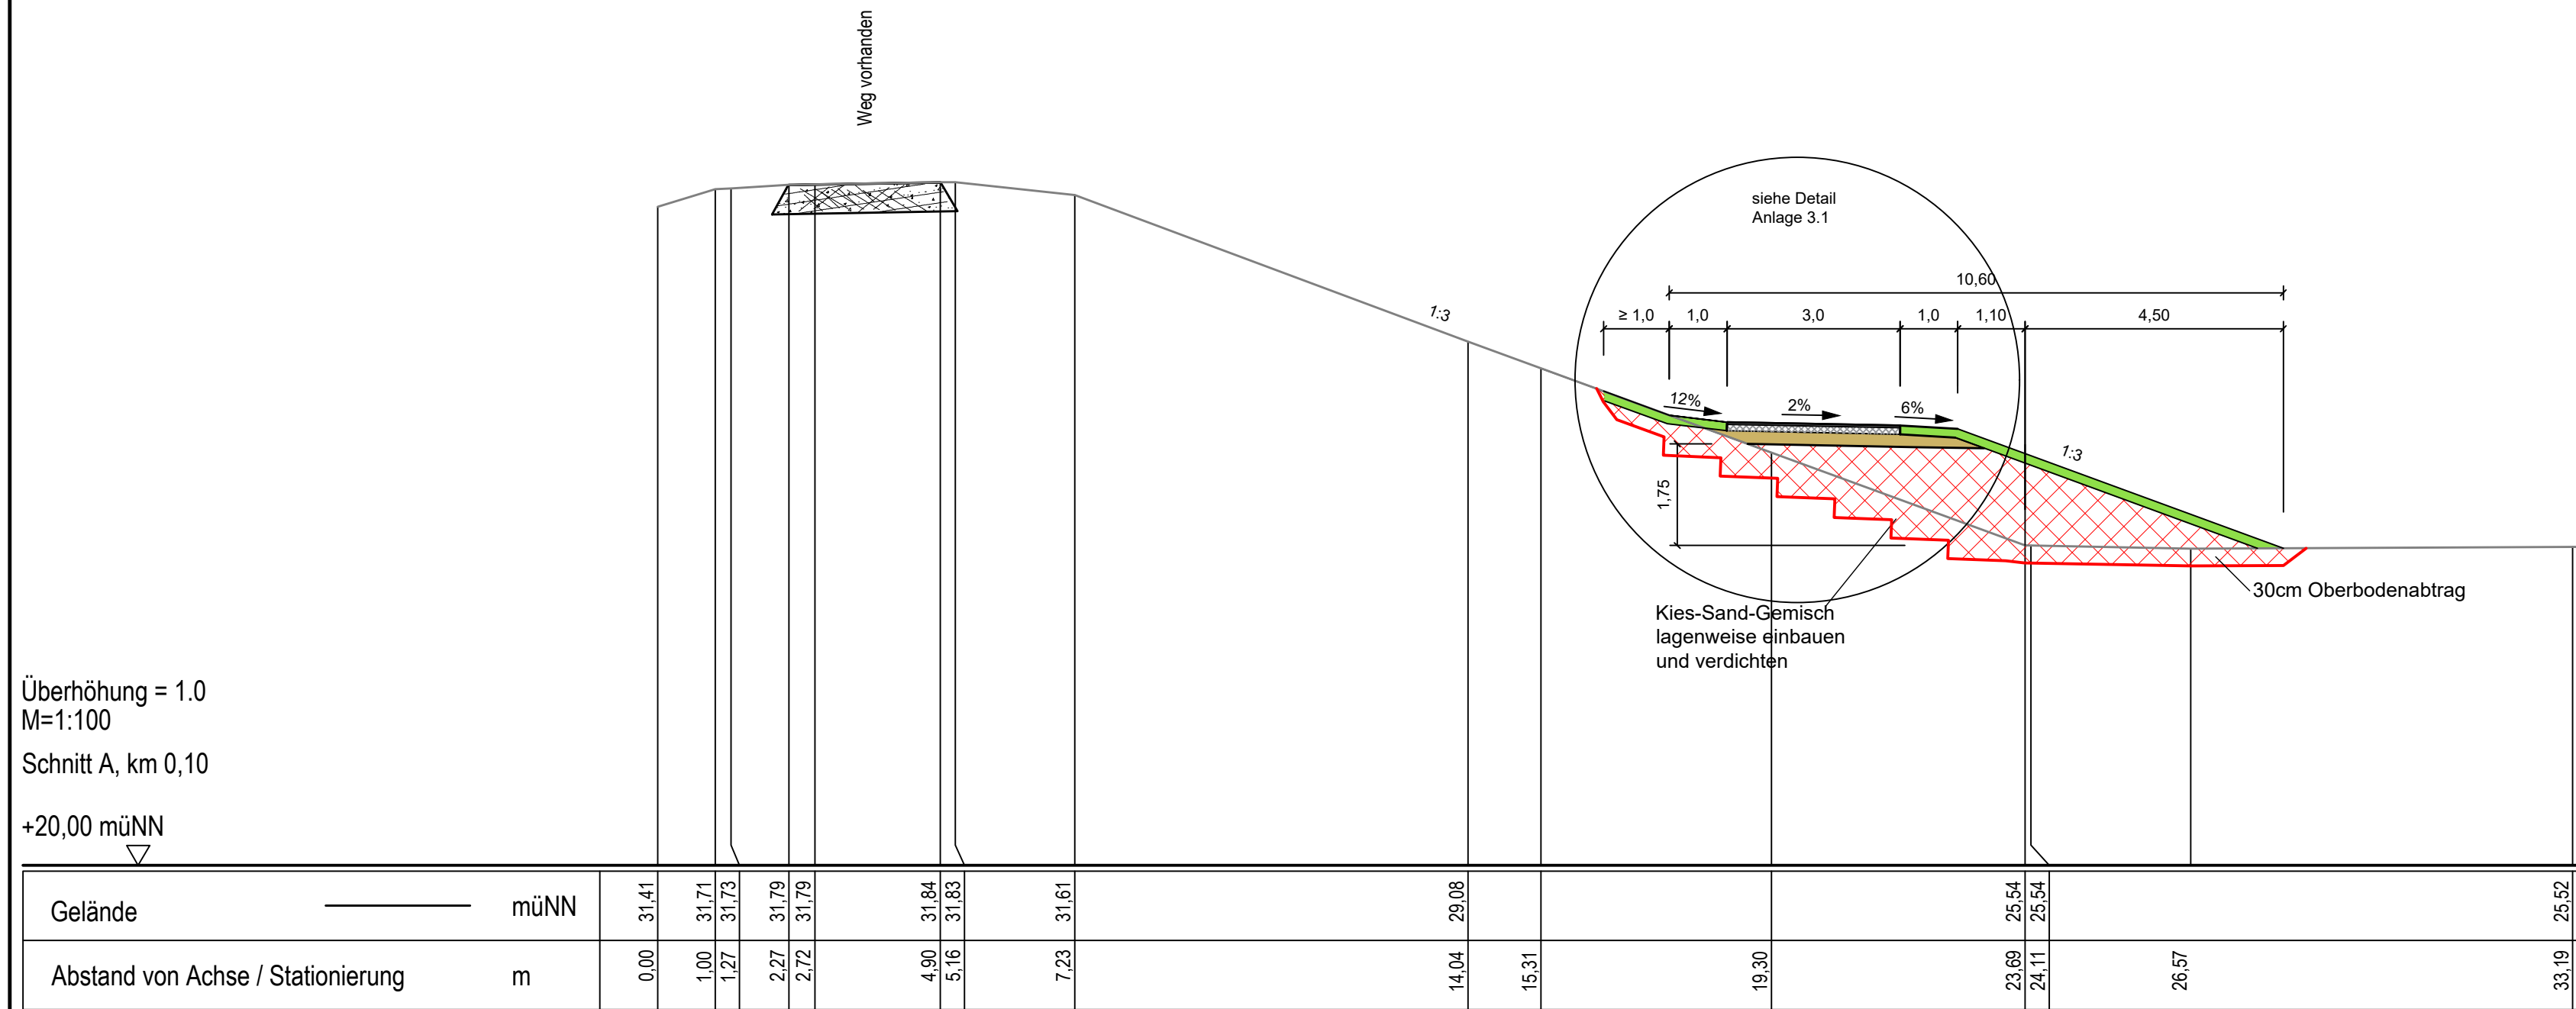 Weg vorhanden
siehe Detail
Anlage 3.1
10,60
≥ 1,0
1,0
3,0
1,0
1,10
4,50
1:3
12%
2%
6%
1:3
1,75
Kies-Sand-Gemisch
lagenweise einbauen
und verdichten
30cm Oberbodenabtrag
Überhöhung = 1.0
M=1:100
Schnitt A, km 0,10
+20,00 müNN
Gelände müNN 31,41 31,71 31,73 31,79 31,79 31,84 31,83 31,61 29,08 25,54 25,54 25,52
Abstand von Achse / Stationierung m 0,00 1,00 1,27 2,27 2,72 4,90 5,16 7,23 14,04 15,31 19,30 23,69 24,11 26,57 33,19